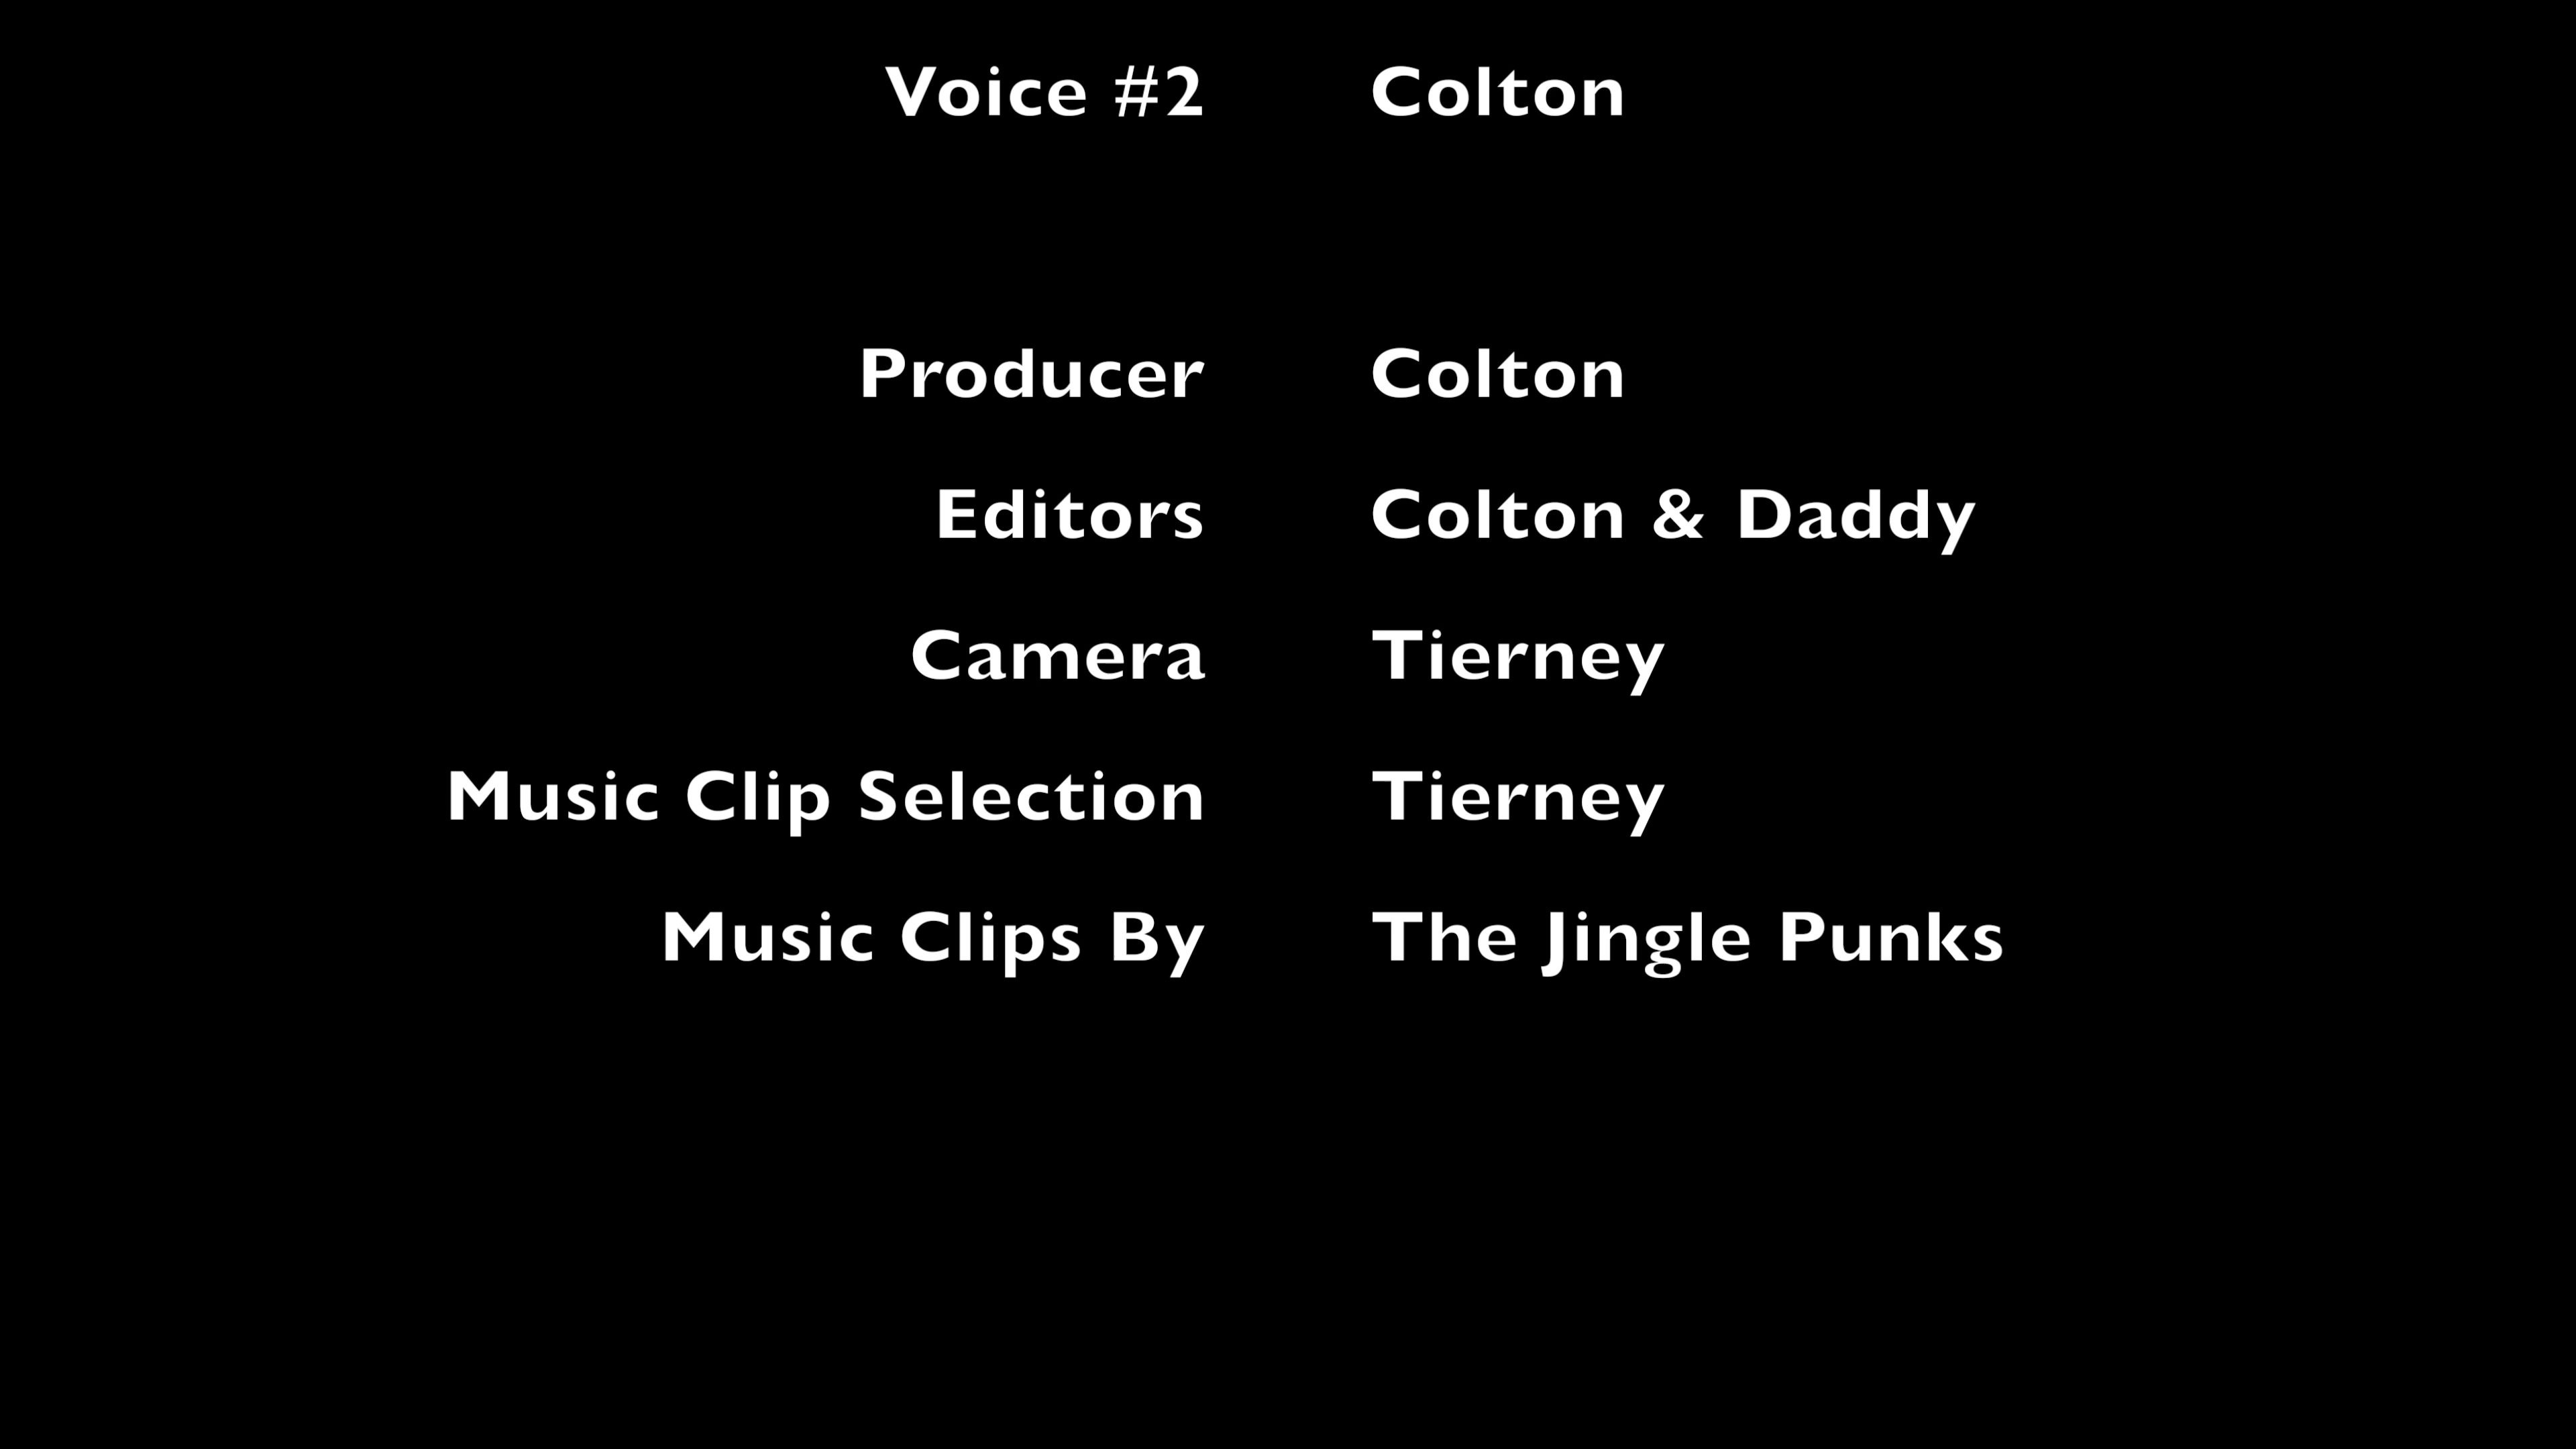 Voice #2 Colton
Producer Colton
Editors Colton & Daddy
Camera Tierney
Music Clip Selection Tierney
Music Clips By The Jingle Punks